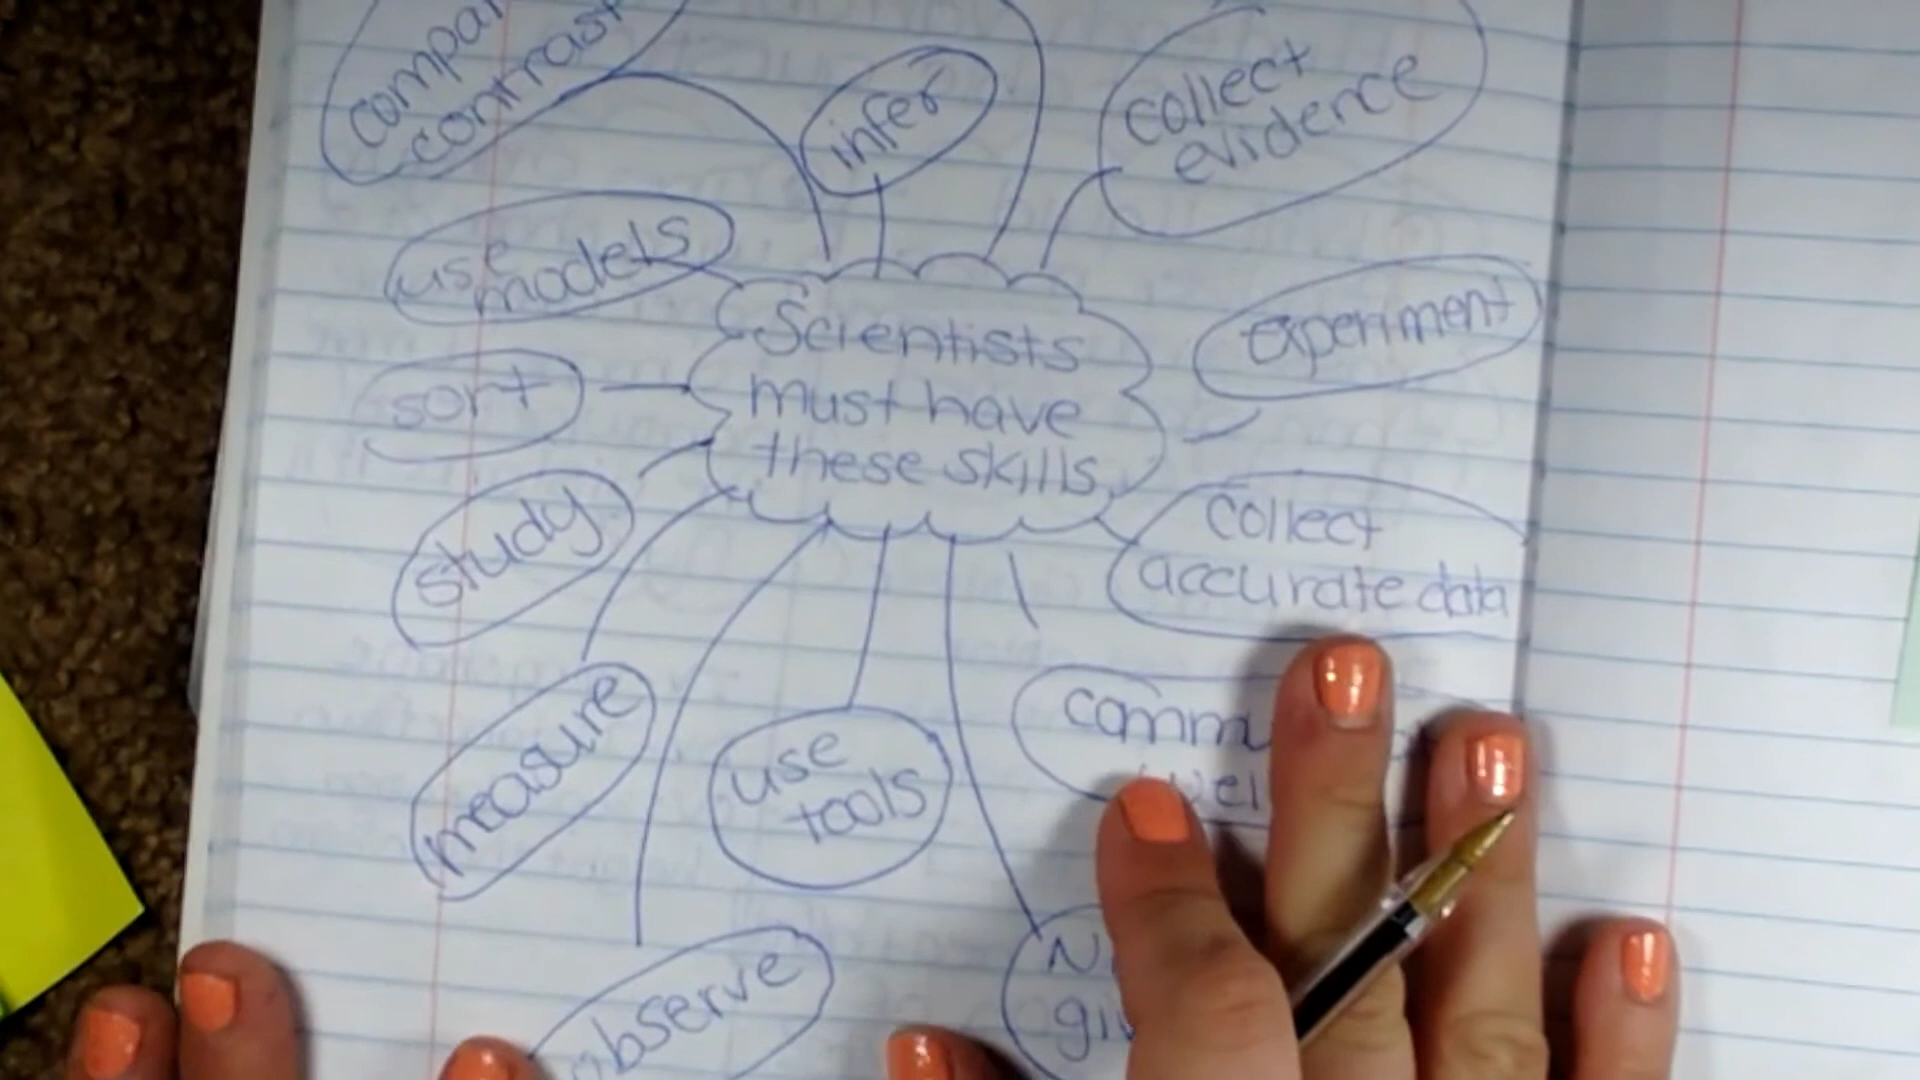 contrast
infer
collect
evidence
use
models
Scientists
must have
these skills
experiment
sort
collect
accurate data
study
measure
use
tools
observe